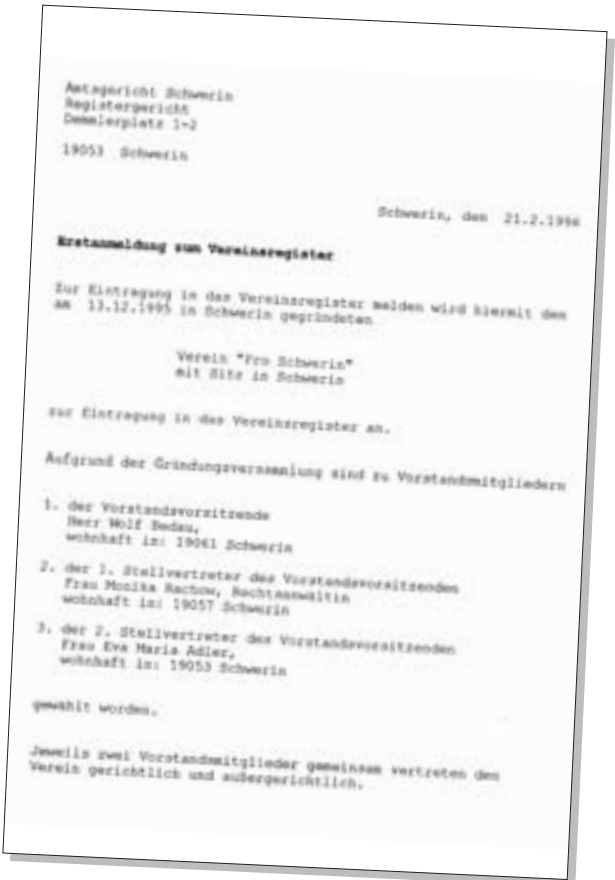 Amtsgericht Schwerin
Registergericht
Demmlerplatz 1-2
19053 Schwerin
Schwerin, den 21.2.1996
Erstanmeldung zum Vereinsregister
Zur Eintragung in das Vereinsregister melden wird hiermit den
am 13.12.1995 in Schwerin gegründeten
Verein "Pro Schwerin"
mit Sitz in Schwerin
zur Eintragung in das Vereinsregister an.
Aufgrund der Gründungsversammlung sind zu Vorstandsmitgliedern
1. der Vorstandsvorsitzende
Herr Wolf Bedau,
wohnhaft in: 19061 Schwerin
2. der 1. Stellvertreter des Vorstandsvorsitzenden
Frau Monika Rachow, Rechtsanwältin
wohnhaft in: 19057 Schwerin
3. der 2. Stellvertreter des Vorstandsvorsitzenden
Frau Eva Maria Adler,
wohnhaft in: 19053 Schwerin
gewählt worden.
Jeweils zwei Vorstandsmitglieder gemeinsam vertreten den
Verein gerichtlich und außergerichtlich.